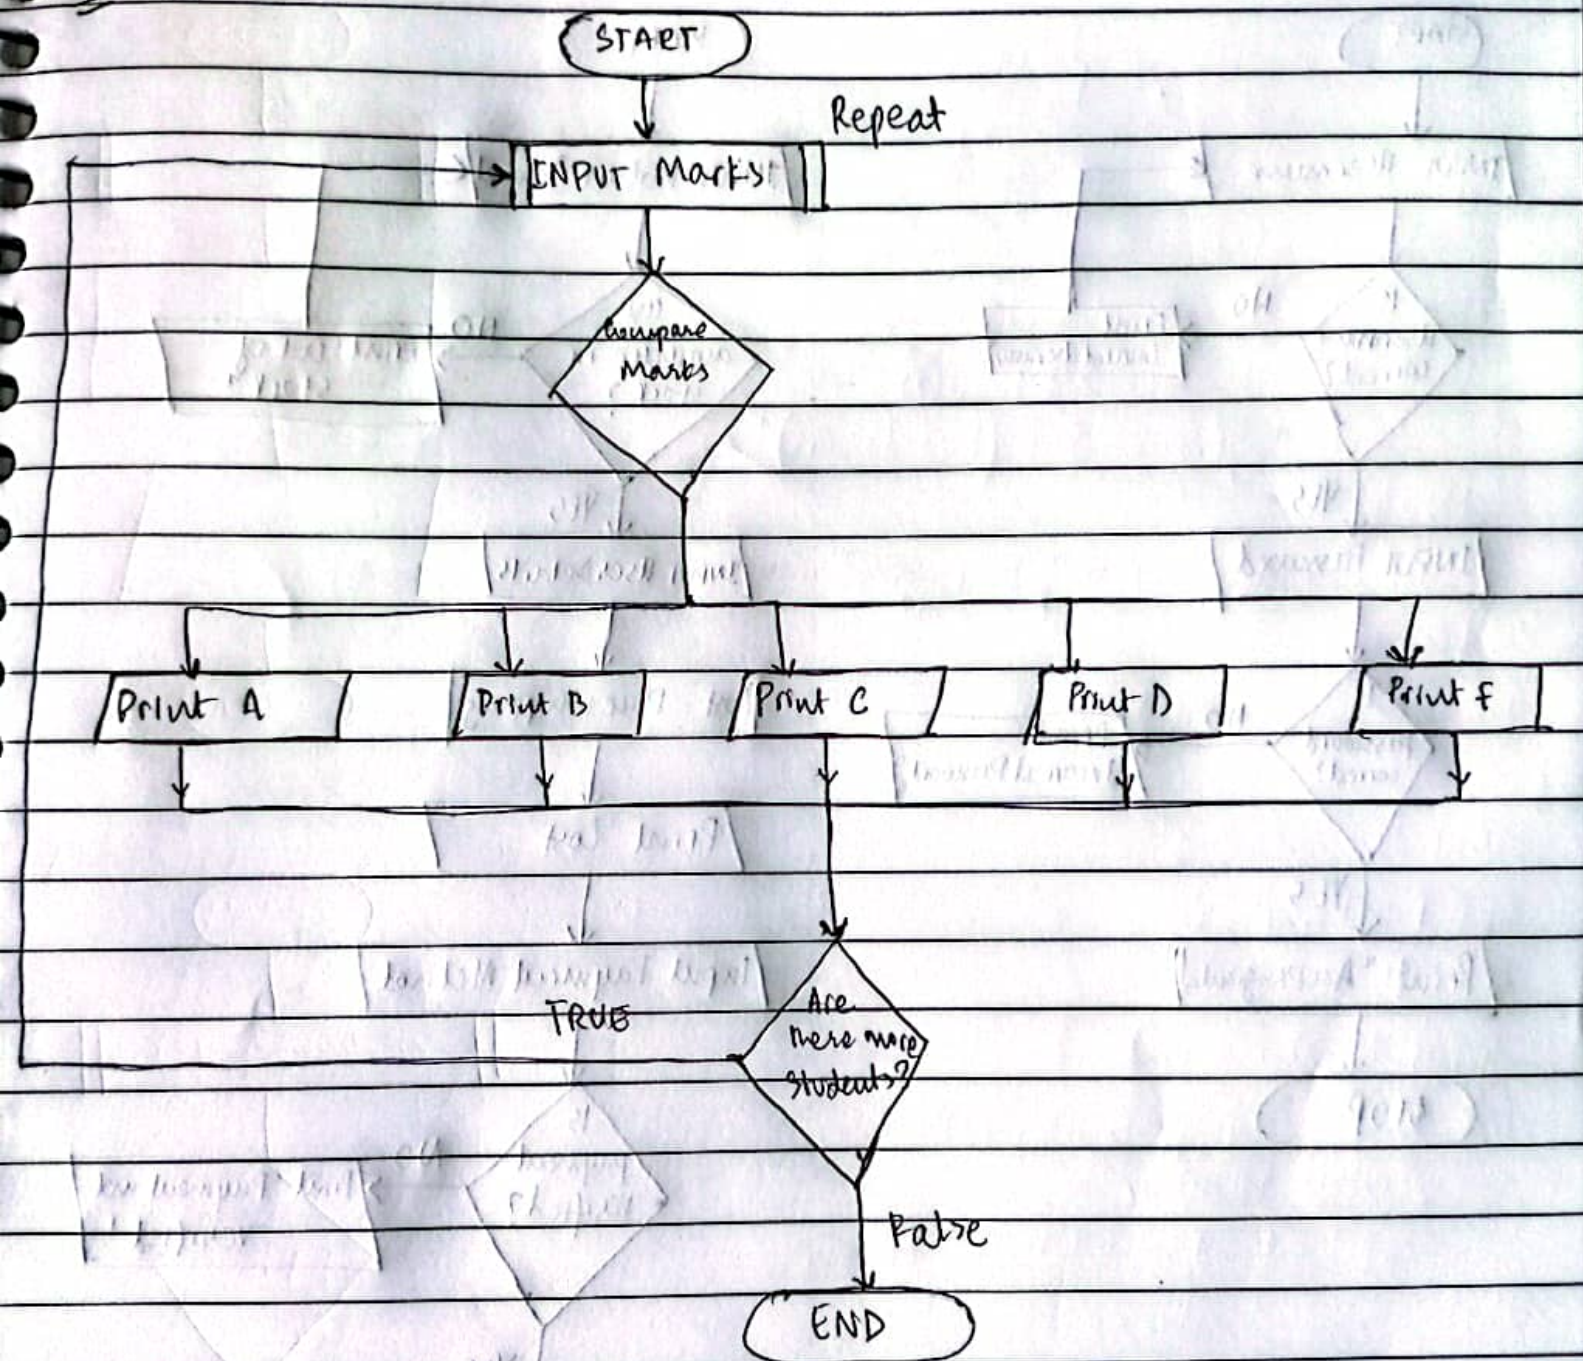 START
Repeat
INPUT Marks
Compare
Marks
Print A
Print B
Print C
Print D
Print F
Are
there more
students?
TRUE
False
END